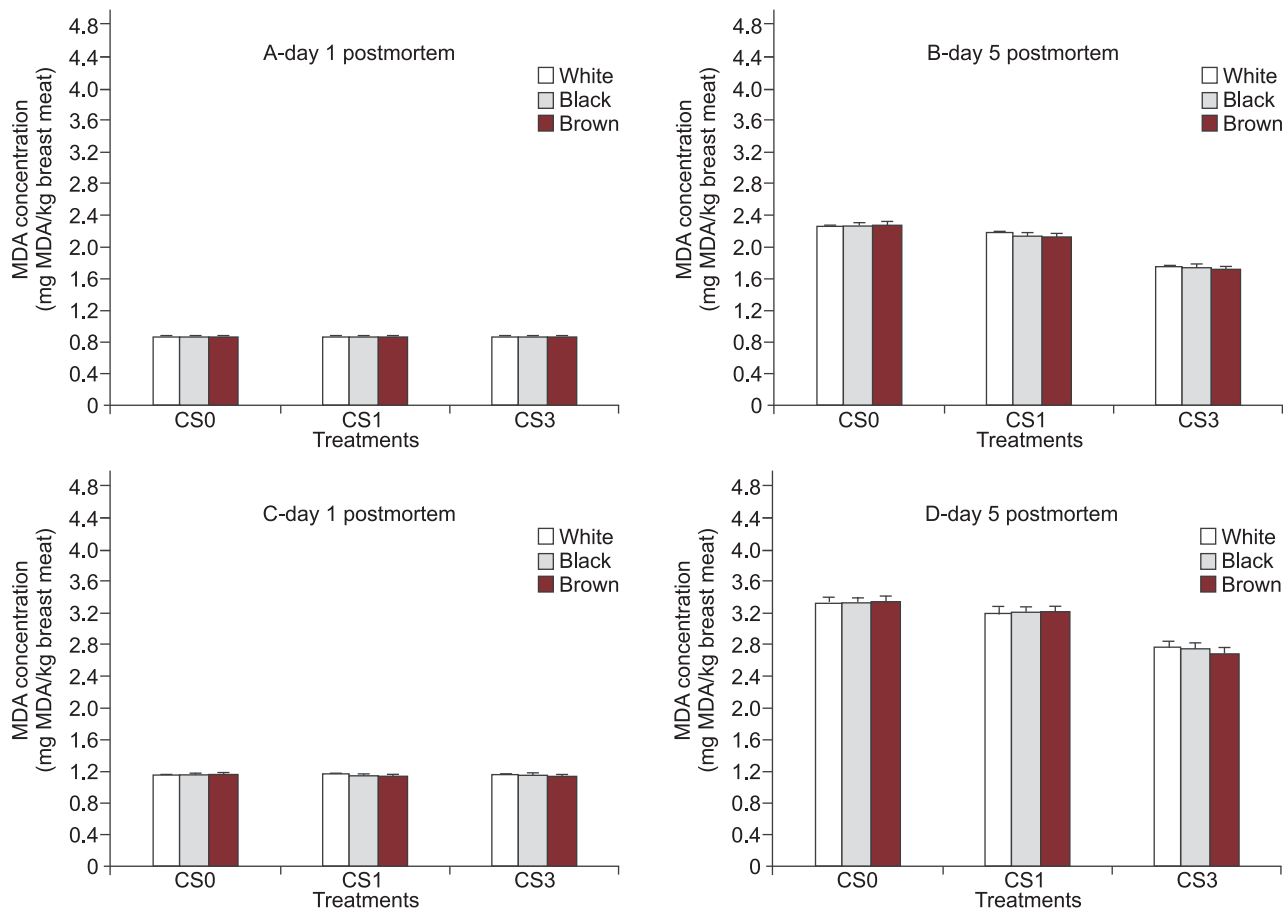 A-day 1 postmortem
White
Black
Brown
MDA concentration
(mg MDA/kg breast meat)
4.8
4.4
4.0
3.6
3.2
2.8
2.4
2.0
1.6
1.2
0.8
0.4
0
CS0 CS1 CS3
Treatments
B-day 5 postmortem
White
Black
Brown
MDA concentration
(mg MDA/kg breast meat)
4.8
4.4
4.0
3.6
3.2
2.8
2.4
2.0
1.6
1.2
0.8
0.4
0
CS0 CS1 CS3
Treatments
C-day 1 postmortem
White
Black
Brown
MDA concentration
(mg MDA/kg breast meat)
4.8
4.4
4.0
3.6
3.2
2.8
2.4
2.0
1.6
1.2
0.8
0.4
0
CS0 CS1 CS3
Treatments
D-day 5 postmortem
White
Black
Brown
MDA concentration
(mg MDA/kg breast meat)
4.8
4.4
4.0
3.6
3.2
2.8
2.4
2.0
1.6
1.2
0.8
0.4
0
CS0 CS1 CS3
Treatments